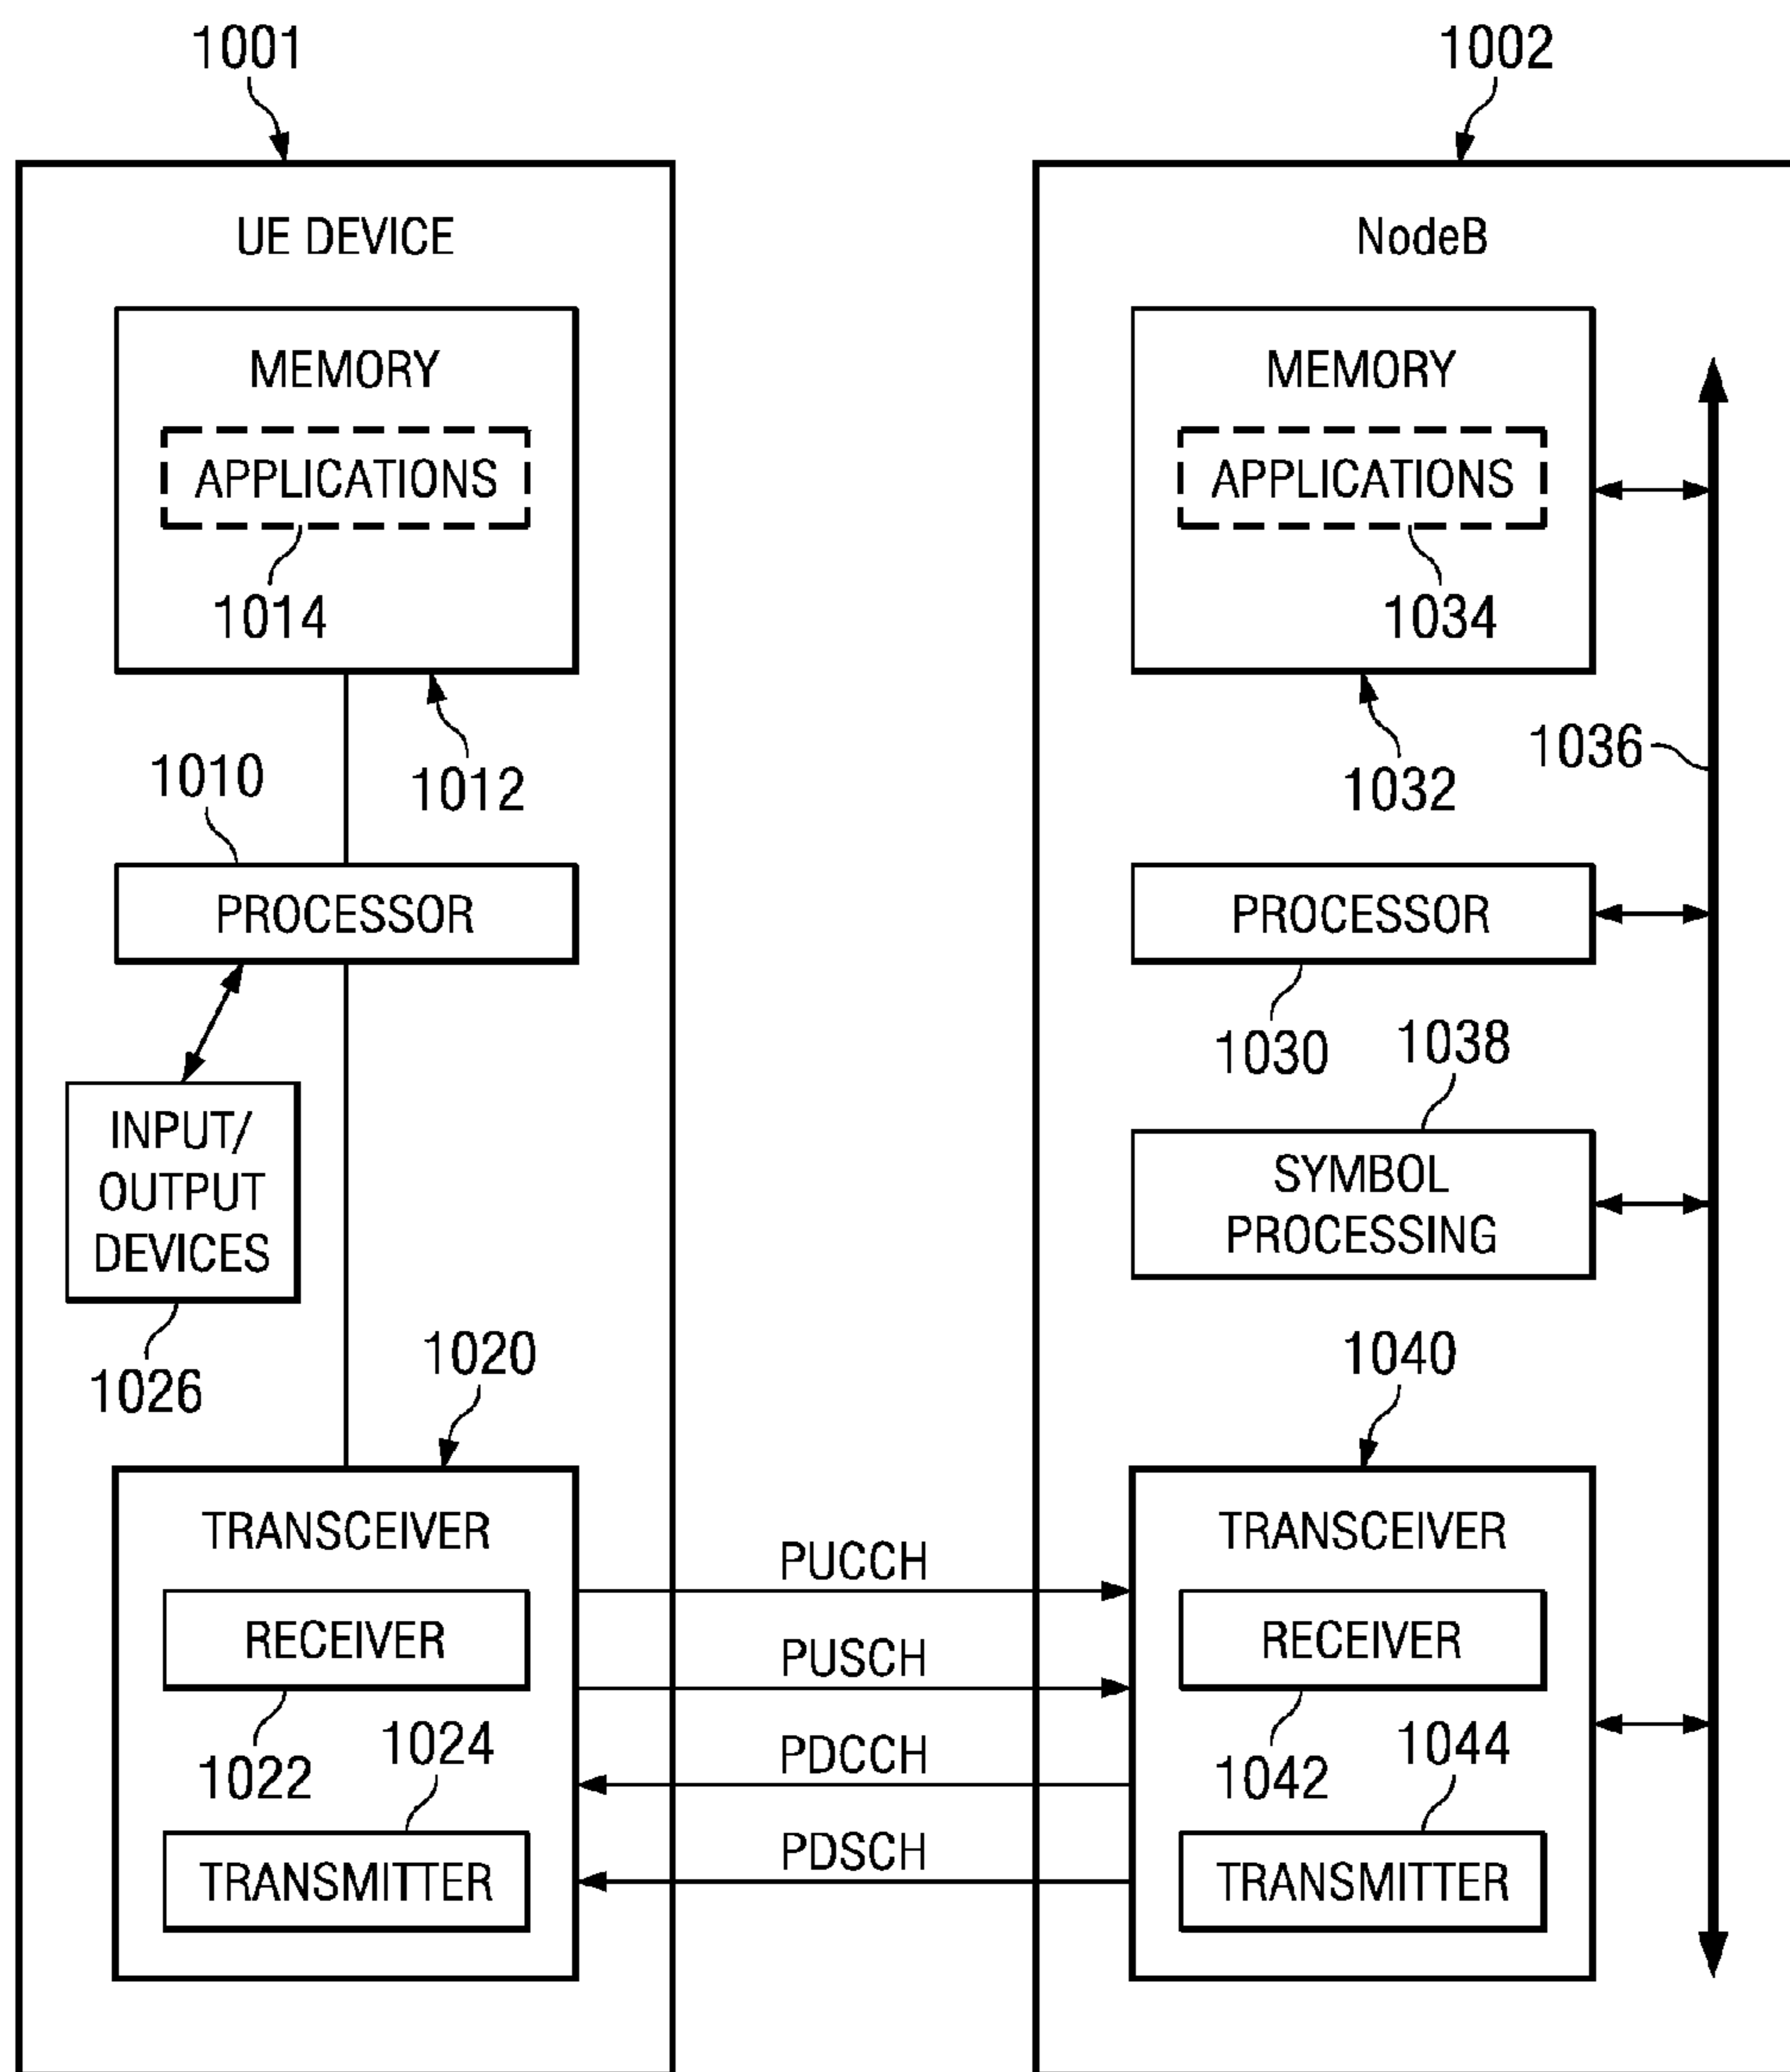 1001
1002
UE DEVICE
NodeB
MEMORY
APPLICATIONS
1014
1012
MEMORY
APPLICATIONS
1034
1032
1036
1010
PROCESSOR
PROCESSOR
1030
1038
INPUT/
OUTPUT
DEVICES
1026
SYMBOL
PROCESSING
1020
1040
TRANSCEIVER
RECEIVER
1022
1024
TRANSMITTER
PUCCH
PUSCH
PDCCH
PDSCH
TRANSCEIVER
RECEIVER
1042
1044
TRANSMITTER